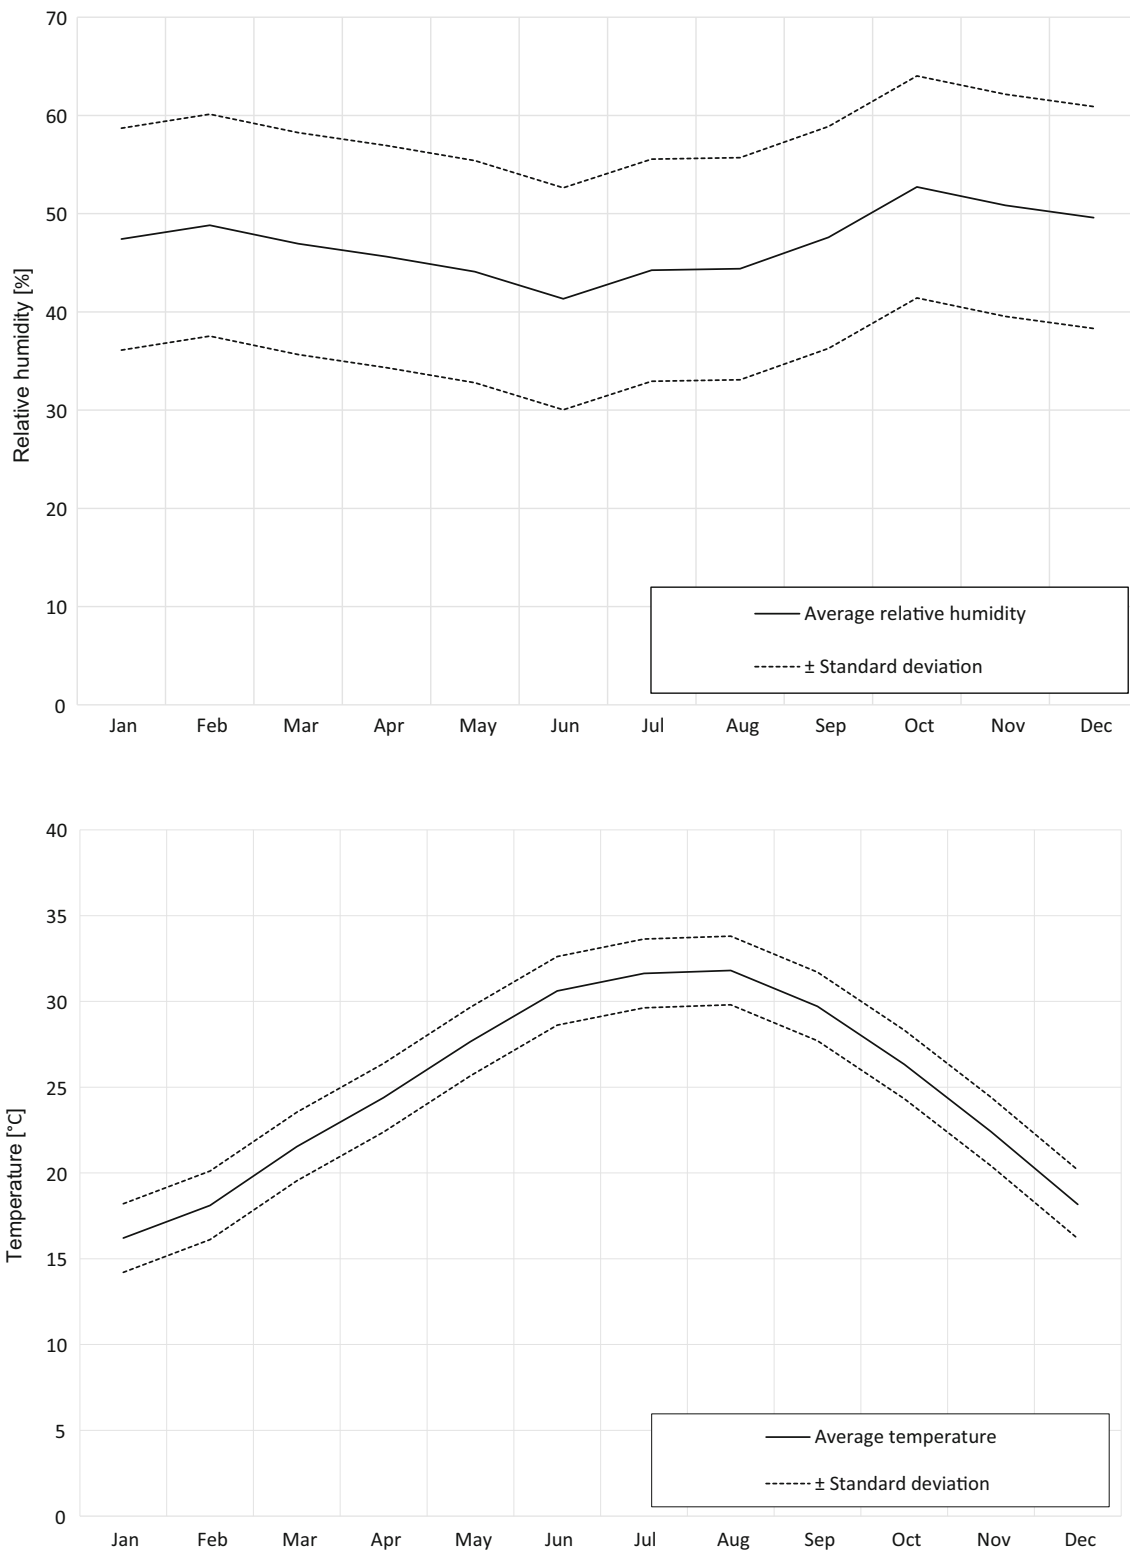 70
60
50
40
30
20
10
0
Relative humidity [%]
Average relative humidity
± Standard deviation
Jan Feb Mar Apr May Jun Jul Aug Sep Oct Nov Dec
40
35
30
25
20
15
10
5
0
Temperature [°C]
Average temperature
± Standard deviation
Jan Feb Mar Apr May Jun Jul Aug Sep Oct Nov Dec